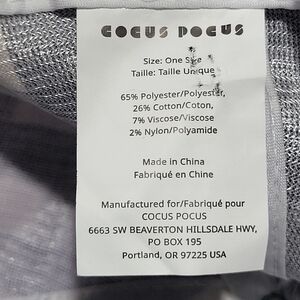 COCUS POCUS
Size: One Size
Taille: Taille Unique
65% Polyester/Polyester,
26% Cotton/Coton,
7% Viscose/Viscose
2% Nylon/Polyamide
Made in China
Fabriqué en Chine
Manufactured for/Fabriqué pour
COCUS POCUS
6663 SW BEAVERTON HILLSDALE HWY,
PO BOX 195
Portland, OR 97225 USA